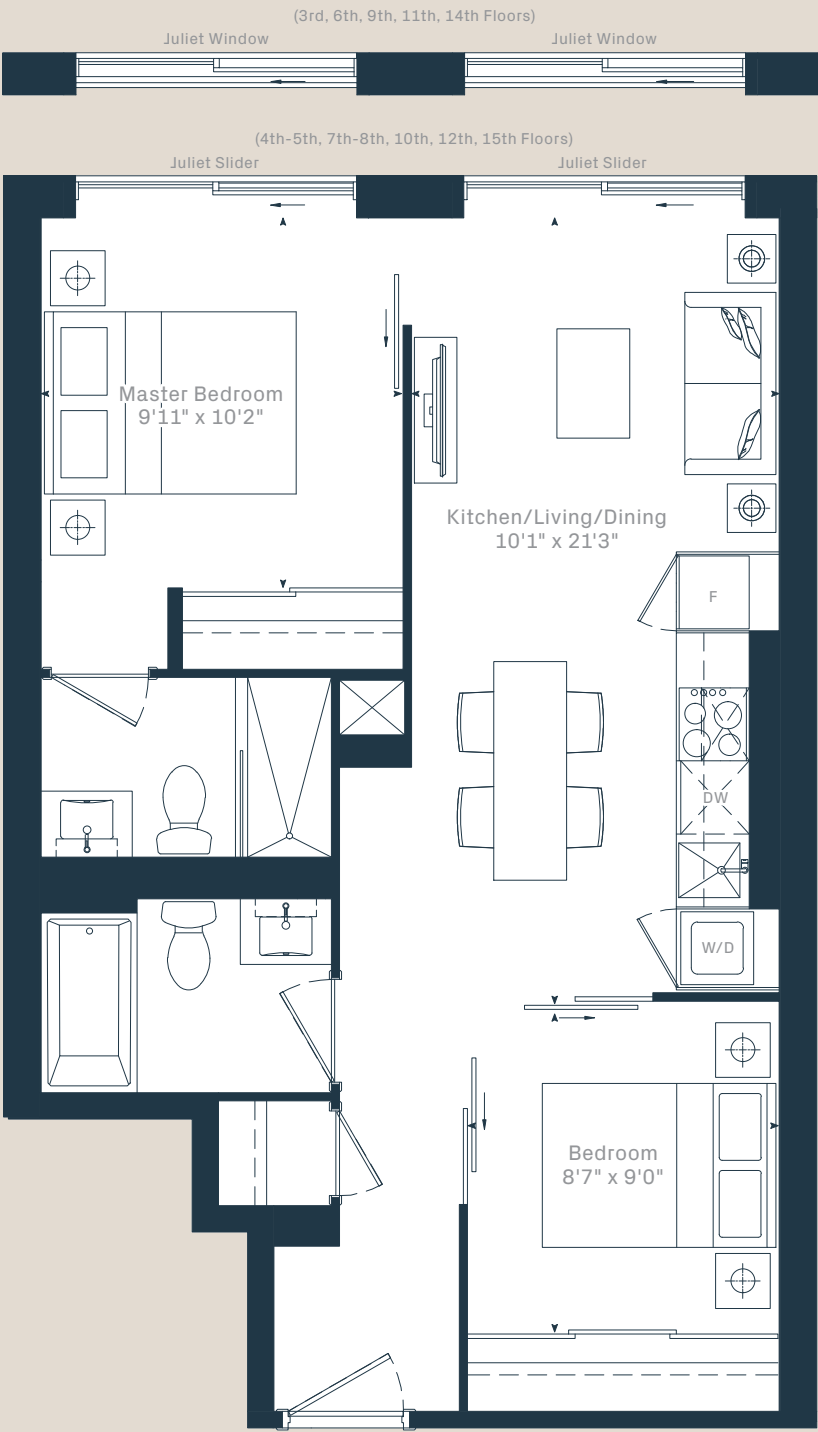 (3rd, 6th, 9th, 11th, 14th Floors)
Juliet Window Juliet Window
(4th-5th, 7th-8th, 10th, 12th, 15th Floors)
Juliet Slider Juliet Slider
Master Bedroom
9'11" x 10'2"
Kitchen/Living/Dining
10'1" x 21'3"
F
DW
W/D
Bedroom
8'7" x 9'0"